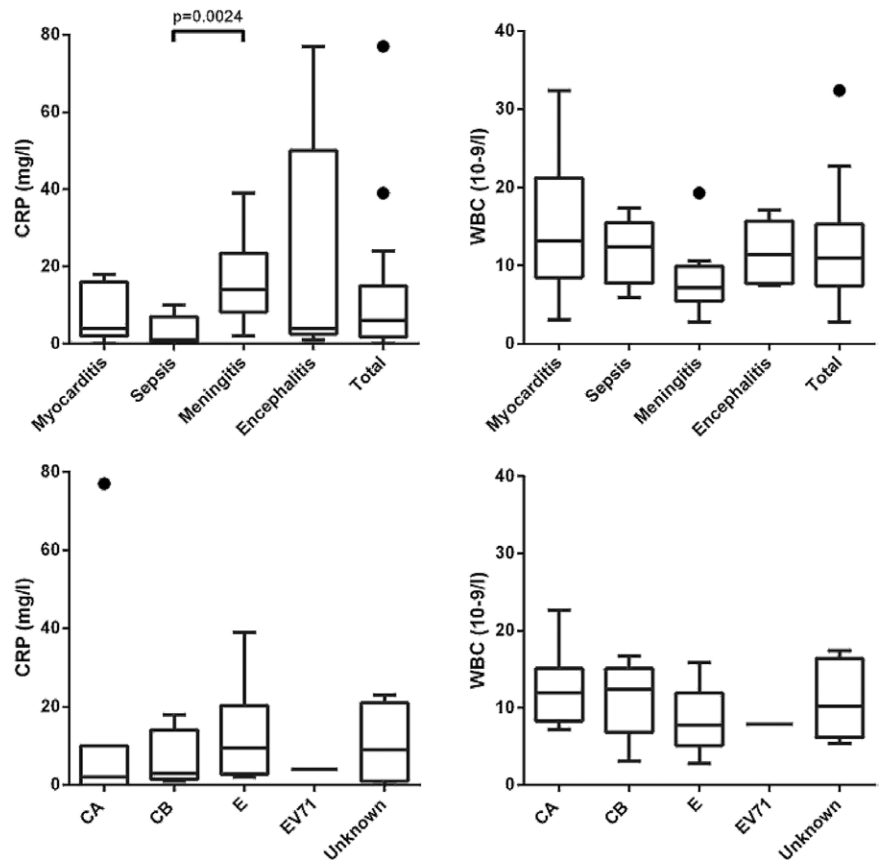 p=0.0024
80
60
40
20
0
CRP (mg/l)
Myocarditis
Sepsis
Meningitis
Encephalitis
Total
40
30
20
10
0
WBC (10-9/l)
Myocarditis
Sepsis
Meningitis
Encephalitis
Total
80
60
40
20
0
CRP (mg/l)
CA
CB
E
EV71
Unknown
40
30
20
10
0
WBC (10-9/l)
CA
CB
E
EV71
Unknown